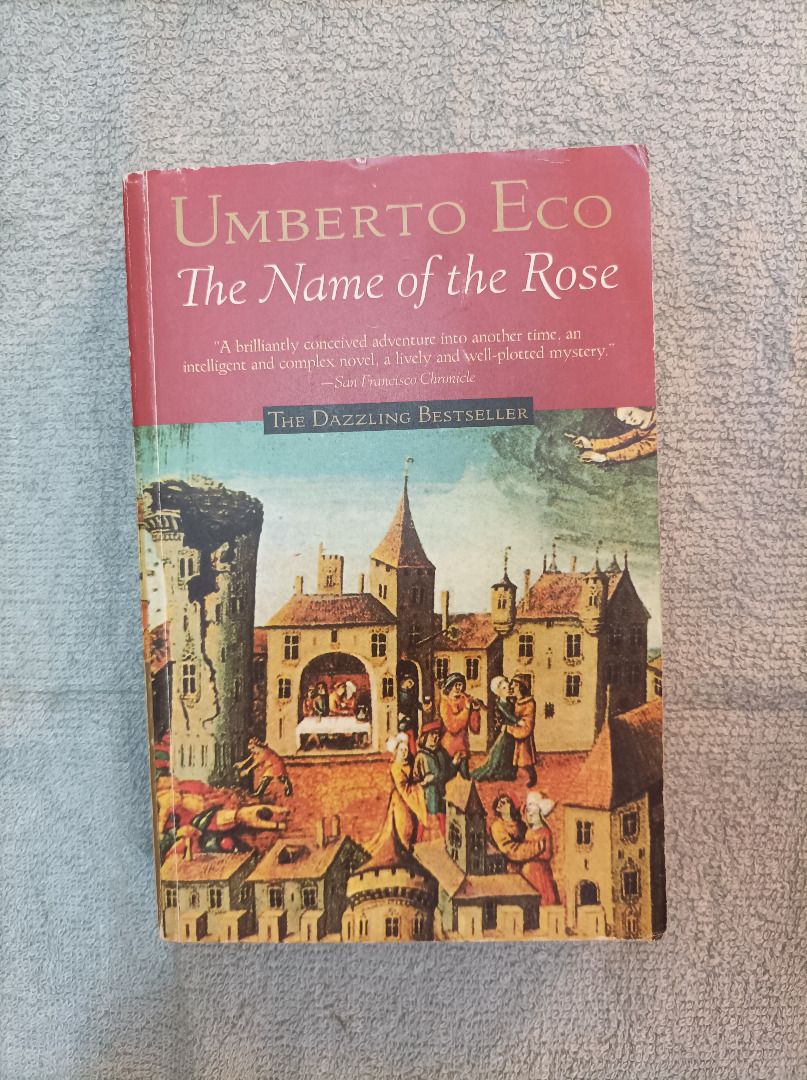 UMBERTO ECO
The Name of the Rose
"A brilliantly conceived adventure into another time, an
intelligent and complex novel, a lively and well-plotted mystery."
—San Francisco Chronicle
THE DAZZLING BESTSELLER